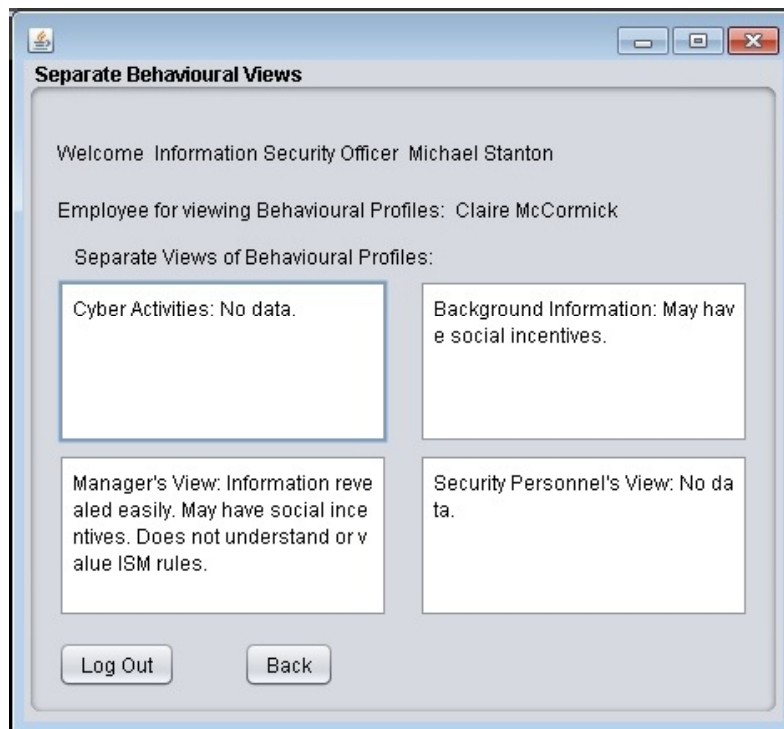 Separate Behavioural Views
Welcome Information Security Officer Michael Stanton
Employee for viewing Behavioural Profiles: Claire McCormick
Separate Views of Behavioural Profiles:
Cyber Activities: No data.
Background Information: May hav
e social incentives.
Manager's View: Information reve
aled easily. May have social ince
ntives. Does not understand or v
alue ISM rules.
Security Personnel's View: No da
ta.
Log Out
Back